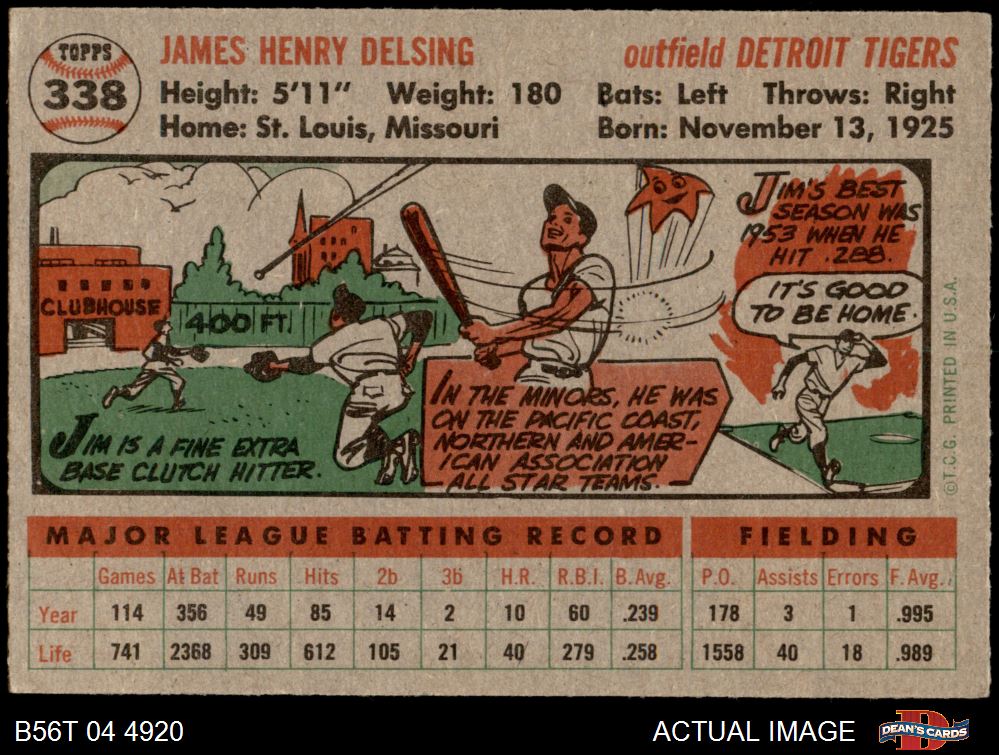 TOPPS
338
JAMES HENRY DELSING
outfield DETROIT TIGERS
Height: 5'11" Weight: 180 Bats: Left Throws: Right
Home: St. Louis, Missouri Born: November 13, 1925
CLUBHOUSE
400 FT.
JIM IS A FINE EXTRA
BASE CLUTCH HITTER.
IN THE MINORS, HE WAS
ON THE PACIFIC COAST,
NORTHERN AND AMER-
ICAN ASSOCIATION
ALL STAR TEAMS.
JIM'S BEST
SEASON WAS
1953 WHEN HE
HIT .288.
IT'S GOOD
TO BE HOME.
©T.C.G. PRINTED IN U.S.A.
MAJOR LEAGUE BATTING RECORD FIELDING
Games At Bat Runs Hits 2b 3b H.R. R.B.I. B. Avg. P.O. Assists Errors F. Avg.
Year 114 356 49 85 14 2 10 60 .239 178 3 1 .995
Life 741 2368 309 612 105 21 40 279 .258 1558 40 18 .989
B56T 04 4920 ACTUAL IMAGE DEAN'S CARDS